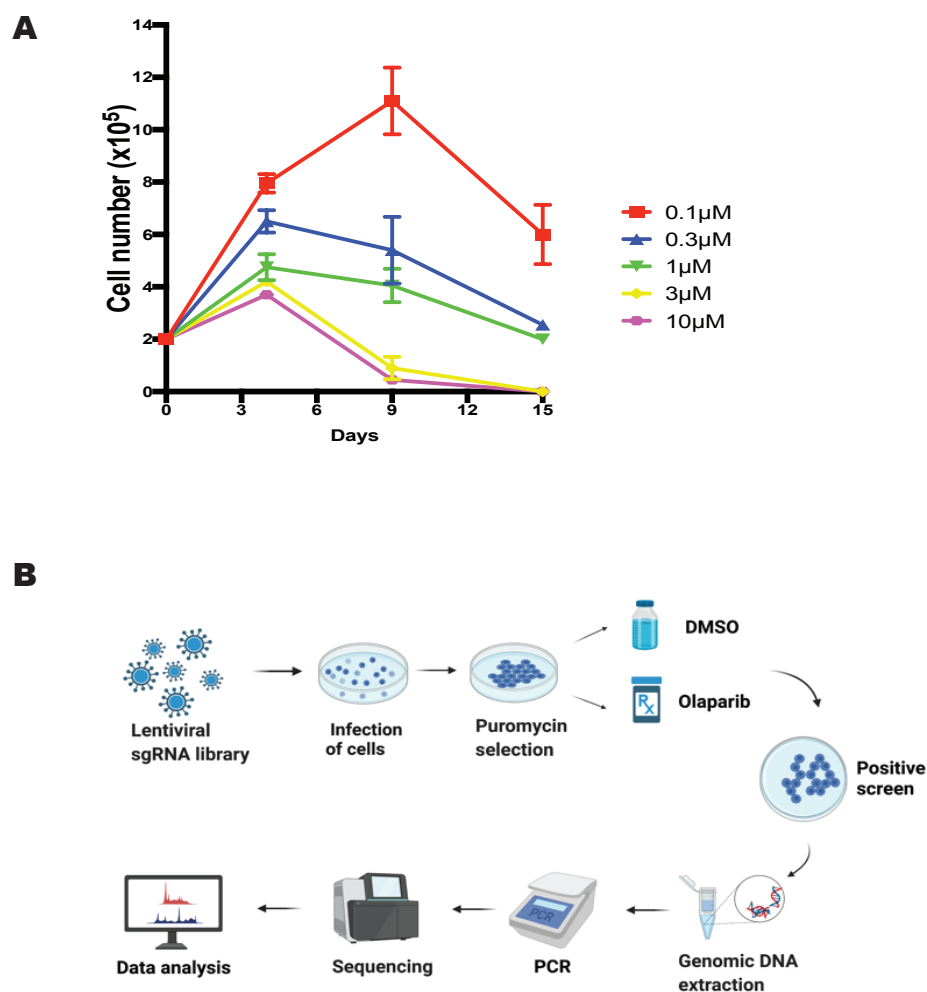 A
Cell number (x10⁵)
14
12
10
8
6
4
2
0
0 3 6 9 12 15
Days
0.1µM
0.3µM
1µM
3µM
10µM
B
Lentiviral
sgRNA library
Infection
of cells
Puromycin
selection
DMSO
Rx
Olaparib
Positive
screen
Genomic DNA
extraction
PCR
PCR
Sequencing
Data analysis